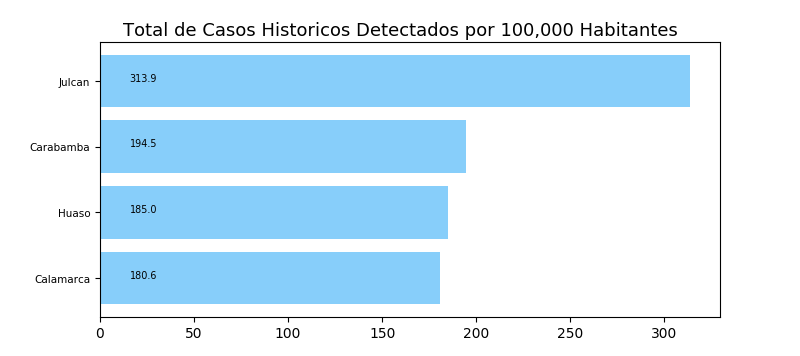 Total de Casos Historicos Detectados por 100,000 Habitantes
Julcan 313.9
Carabamba 194.5
Huaso 185.0
Calamarca 180.6
0 50 100 150 200 250 300